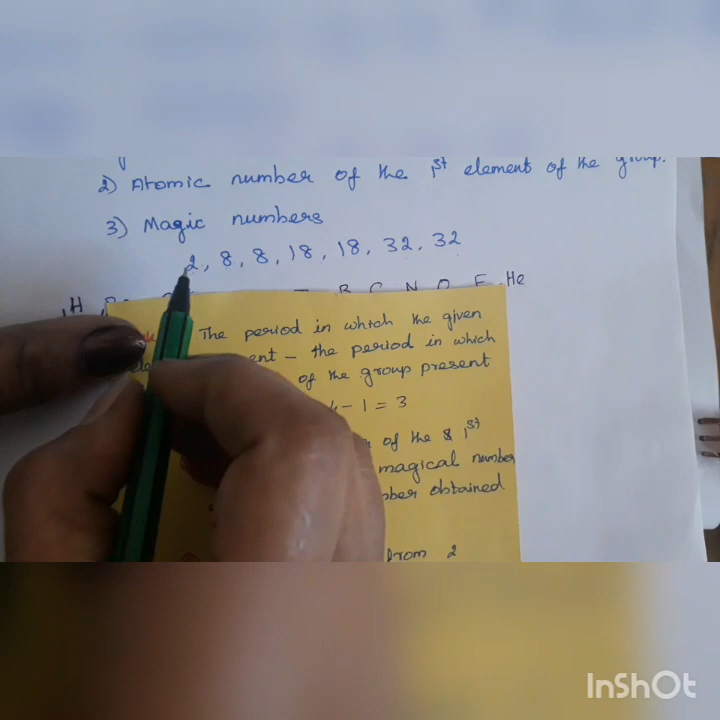 2) Atomic number of the 1st element of the group.
3) Magic numbers
2, 8, 8, 18, 18, 32, 32
H B C N O F He
The period in which the given
ent - the period in which
of the group present
- 1 = 3
of the 8 1st
magical number
ber obtained
from 2
InShOt